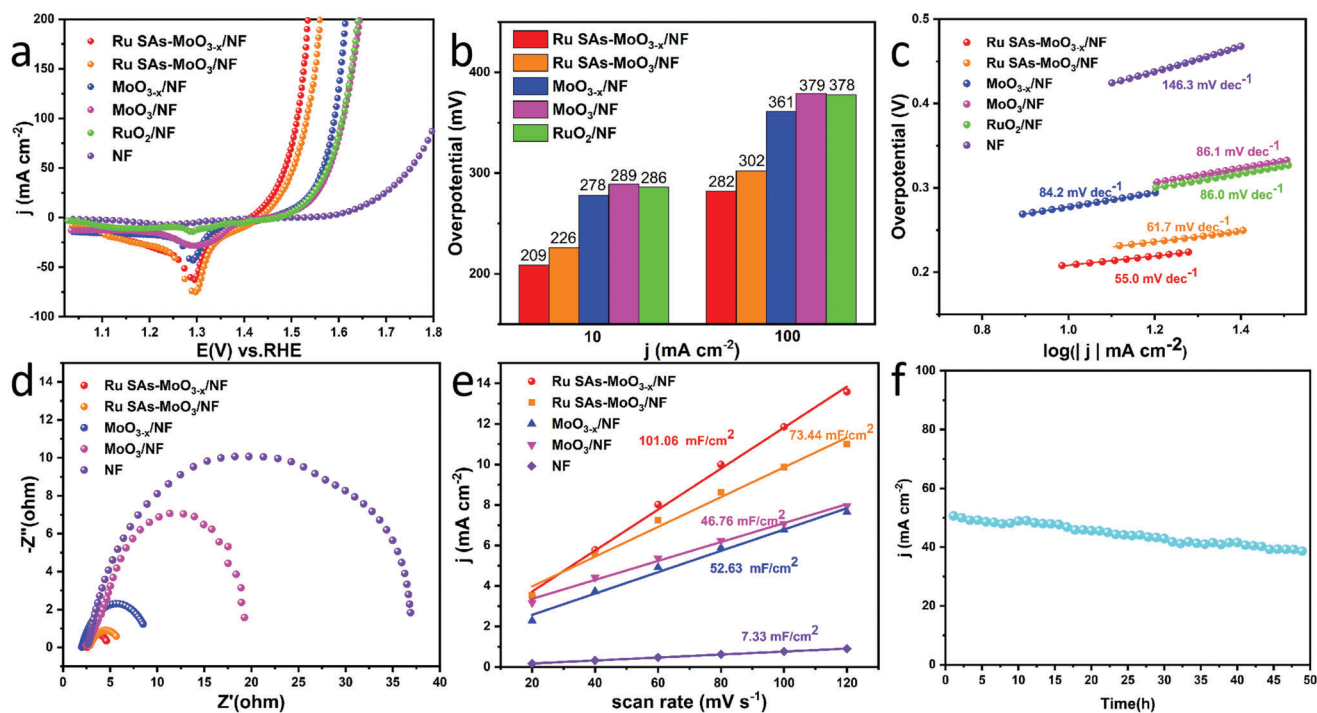 a
200
150
100
50
0
-50
-100
j (mA cm⁻²)
Ru SAs-MoO₃₋ₓ/NF
Ru SAs-MoO₃/NF
MoO₃₋ₓ/NF
MoO₃/NF
RuO₂/NF
NF
1.1 1.2 1.3 1.4 1.5 1.6 1.7 1.8
E(V) vs.RHE
b
400
300
200
Overpotential (mV)
Ru SAs-MoO₃₋ₓ/NF
Ru SAs-MoO₃/NF
MoO₃₋ₓ/NF
MoO₃/NF
RuO₂/NF
209 226 278 289 286
282 302 361 379 378
10 100
j (mA cm⁻²)
c
0.5
0.4
0.3
0.2
Overpotential (V)
Ru SAs-MoO₃₋ₓ/NF
Ru SAs-MoO₃/NF
MoO₃₋ₓ/NF
MoO₃/NF
RuO₂/NF
NF
146.3 mV dec⁻¹
86.1 mV dec⁻¹
84.2 mV dec⁻¹
86.0 mV dec⁻¹
61.7 mV dec⁻¹
55.0 mV dec⁻¹
0.8 1.0 1.2 1.4
log(| j | mA cm⁻²)
d
14
12
10
8
6
4
2
0
-Z''(ohm)
Ru SAs-MoO₃₋ₓ/NF
Ru SAs-MoO₃/NF
MoO₃₋ₓ/NF
MoO₃/NF
NF
0 5 10 15 20 25 30 35 40
Z'(ohm)
e
14
12
10
8
6
4
2
0
j (mA cm⁻²)
Ru SAs-MoO₃₋ₓ/NF
Ru SAs-MoO₃/NF
MoO₃₋ₓ/NF
MoO₃/NF
NF
101.06 mF/cm²
73.44 mF/cm²
46.76 mF/cm²
52.63 mF/cm²
7.33 mF/cm²
20 40 60 80 100 120
scan rate (mV s⁻¹)
f
100
80
60
40
20
0
j (mA cm⁻²)
0 5 10 15 20 25 30 35 40 45 50
Time(h)